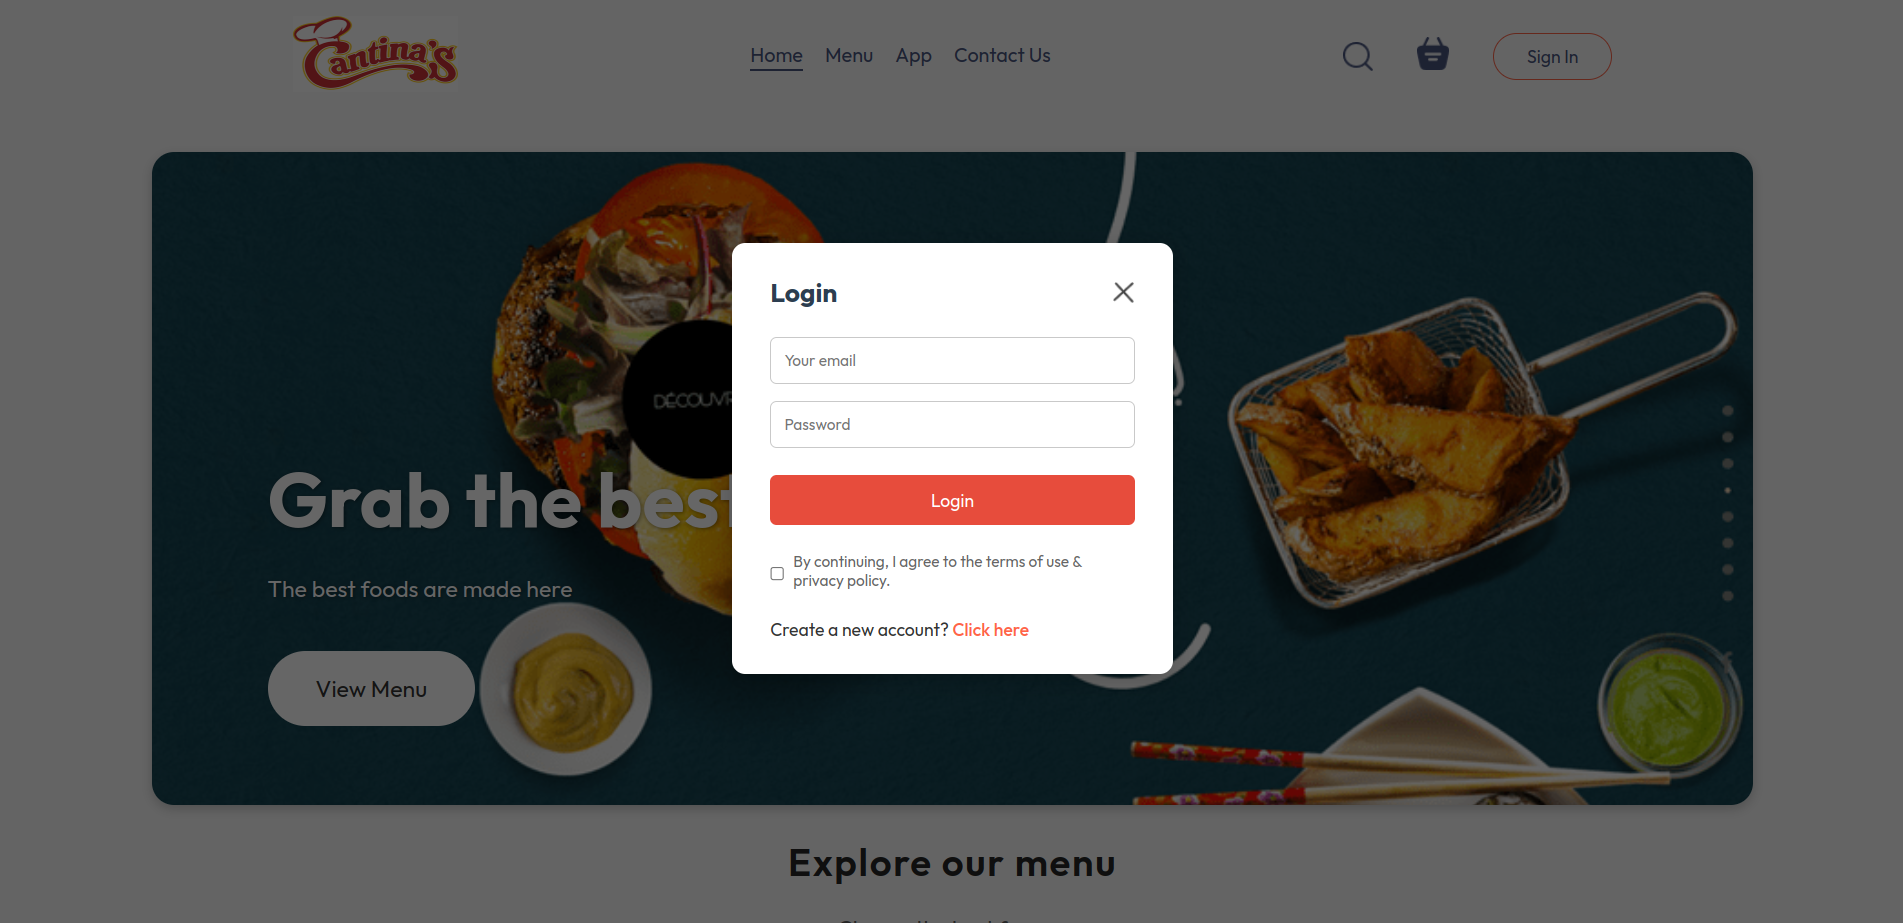 Cantina's
Home Menu App Contact Us
Sign In
DÉCOUVR
Login
Your email
Password
Login
By continuing, I agree to the terms of use &
privacy policy.
Create a new account? Click here
Grab the best
The best foods are made here
View Menu
Explore our menu